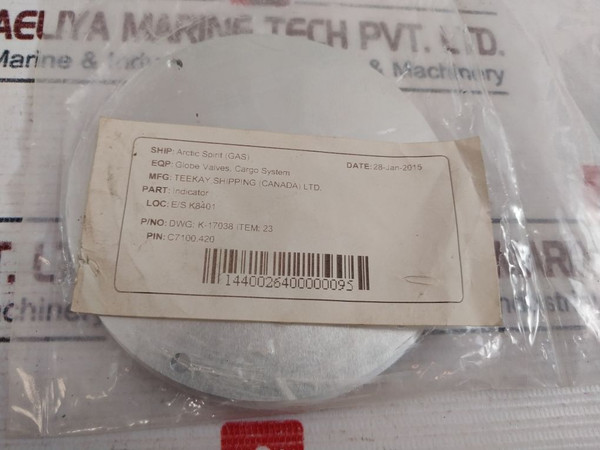 AELIYA MARINE TECH PVT. LTD.
Marine & Indu & Machinery
SHIP: Arctic Spirit (GAS)
DATE: 28-Jan-2015
EQP: Globe Valves, Cargo System
MFG: TEEKAY SHIPPING (CANADA) LTD.
PART: Indicator
LOC: E/S K8401
P/NO: DWG: K-17038 ITEM: 23
PIN: C7100.420
1440026400000095